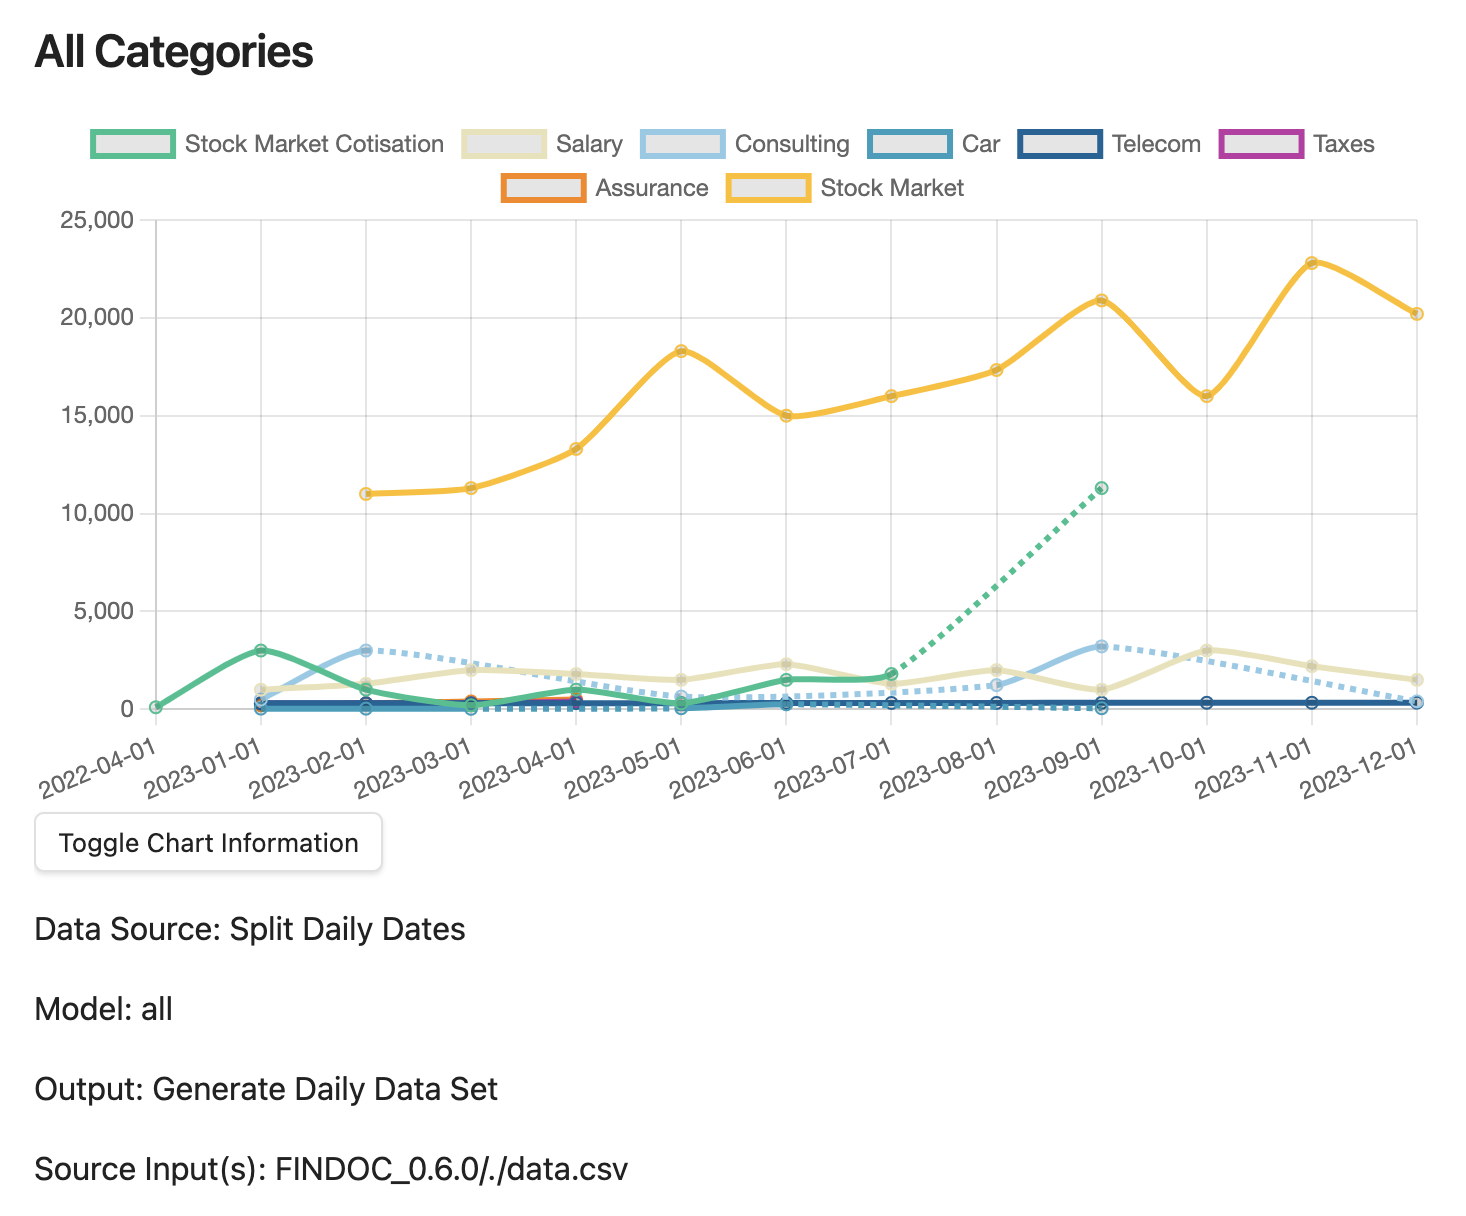 All Categories
Stock Market Cotisation Salary Consulting Car Telecom Taxes
Assurance Stock Market
25,000
20,000
15,000
10,000
5,000
0
2022-04-01 2023-01-01 2023-02-01 2023-03-01 2023-04-01 2023-05-01 2023-06-01 2023-07-01 2023-08-01 2023-09-01 2023-10-01 2023-11-01 2023-12-01
Toggle Chart Information
Data Source: Split Daily Dates
Model: all
Output: Generate Daily Data Set
Source Input(s): FINDOC_0.6.0/./data.csv